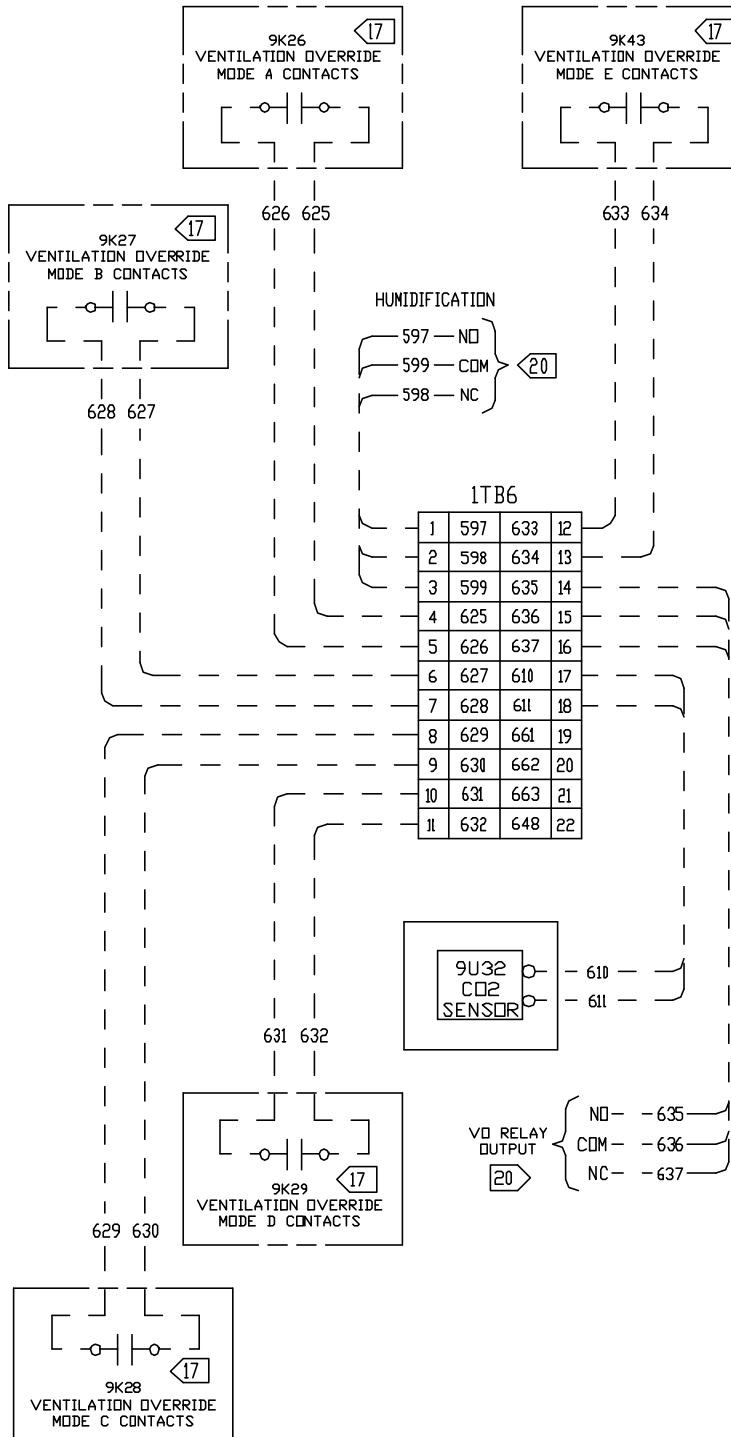 9K26
17
VENTILATION OVERRIDE
MODE A CONTACTS
9K43
17
VENTILATION OVERRIDE
MODE E CONTACTS
626 625
633 634
9K27
17
VENTILATION OVERRIDE
MODE B CONTACTS
628 627
HUMIDIFICATION
597 NO
599 COM
598 NC
20
1TB6
1 597 633 12
2 598 634 13
3 599 635 14
4 625 636 15
5 626 637 16
6 627 610 17
7 628 611 18
8 629 661 19
9 630 662 20
10 631 663 21
11 632 648 22
9U32
CO2
SENSOR
610
611
631 632
9K29
17
VENTILATION OVERRIDE
MODE D CONTACTS
VO RELAY
OUTPUT
20
NO 635
COM 636
NC 637
629 630
9K28
17
VENTILATION OVERRIDE
MODE C CONTACTS